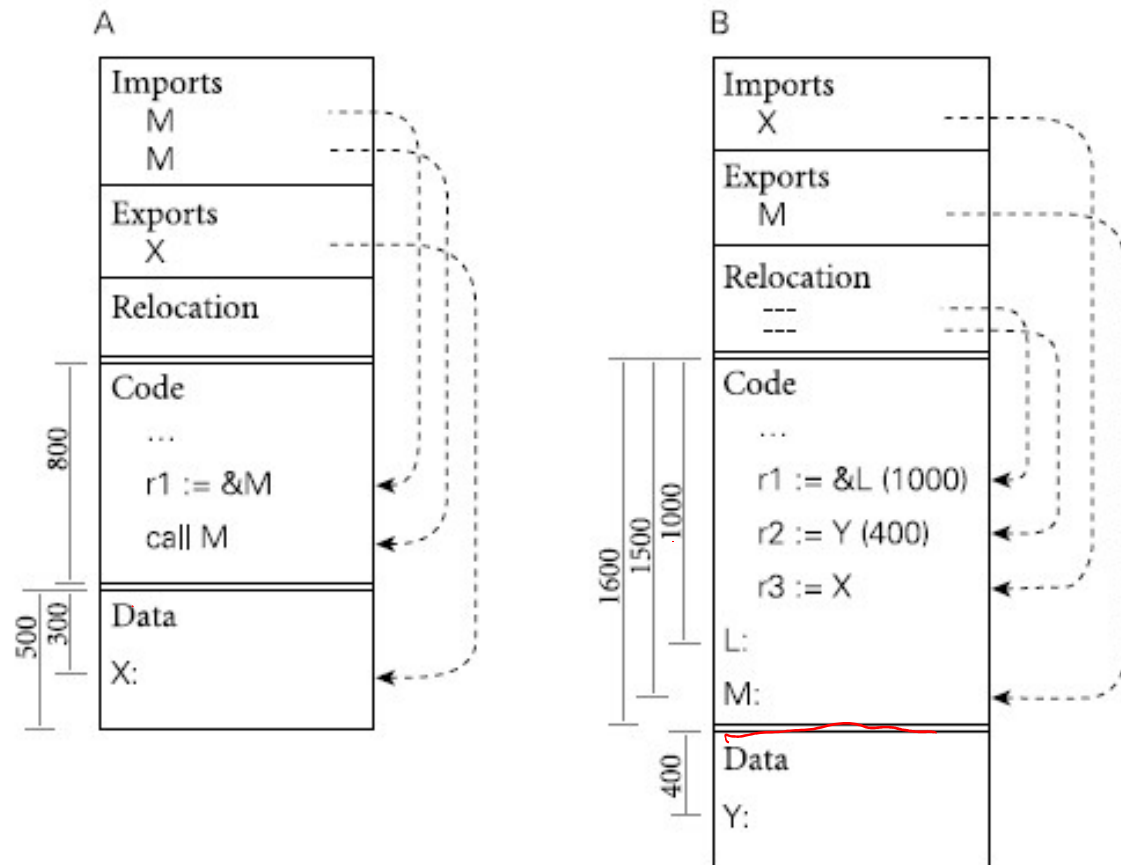 A
Imports
M
M
Exports
X
Relocation
800
Code
...
r1 := &M
call M
500
300
Data
X:
B
Imports
X
Exports
M
Relocation
---
---
1600
1500
1000
Code
...
r1 := &L (1000)
r2 := Y (400)
r3 := X
L:
M:
400
Data
Y: